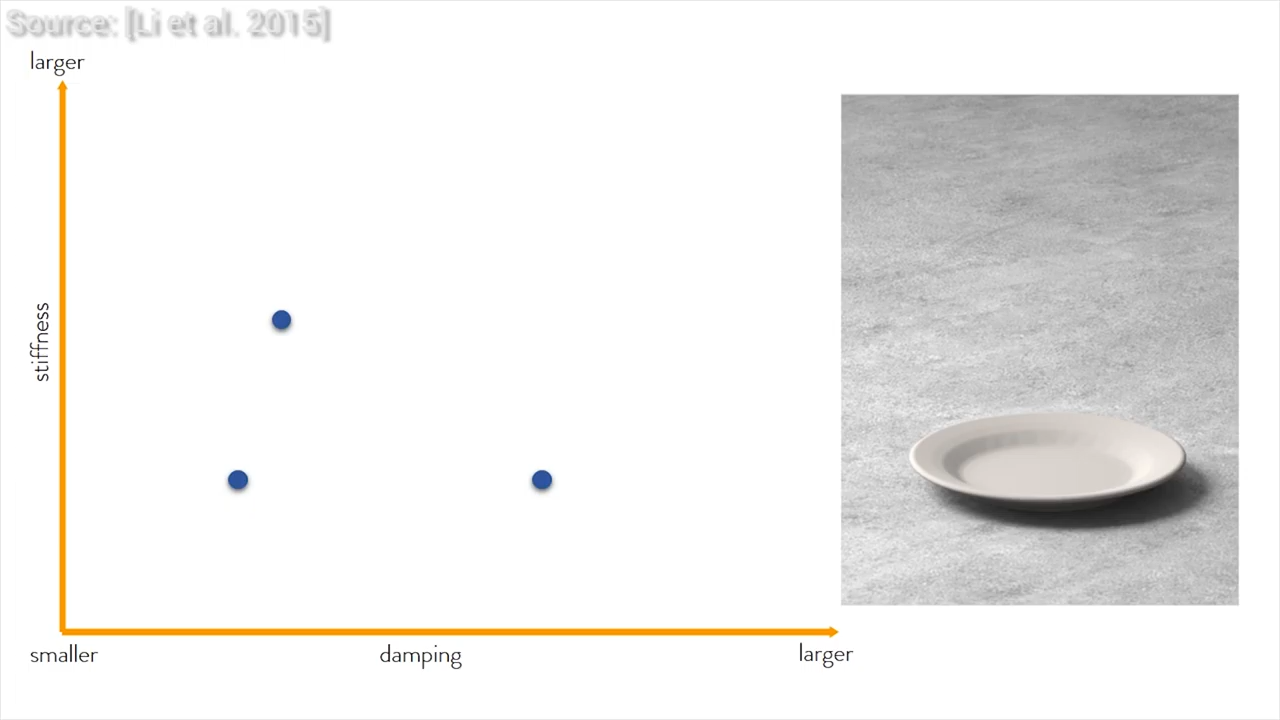 Source: [Li et al. 2015]
larger
stiffness
smaller
damping
larger